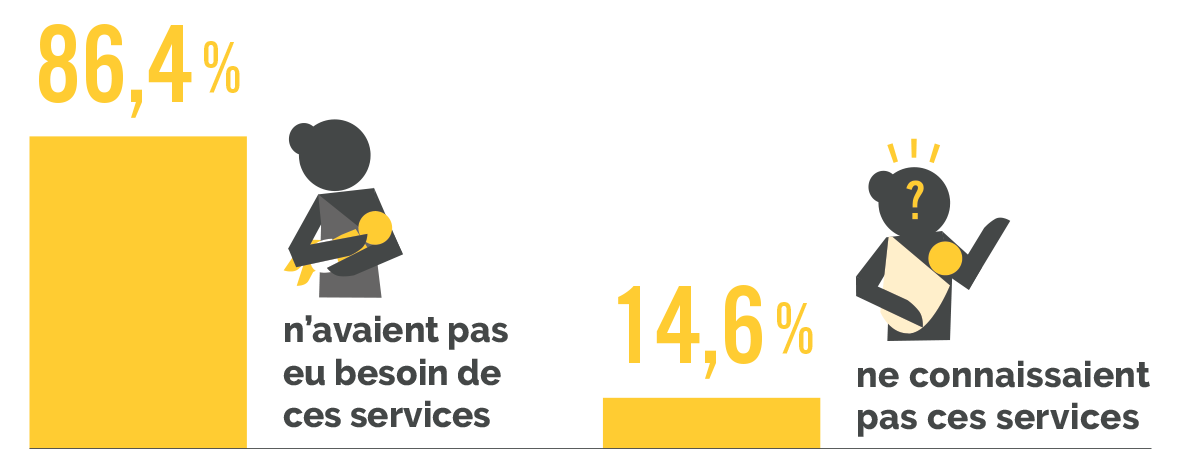 86,4 %
n’avaient pas
eu besoin de
ces services
14,6 %
?
ne connaissaient
pas ces services